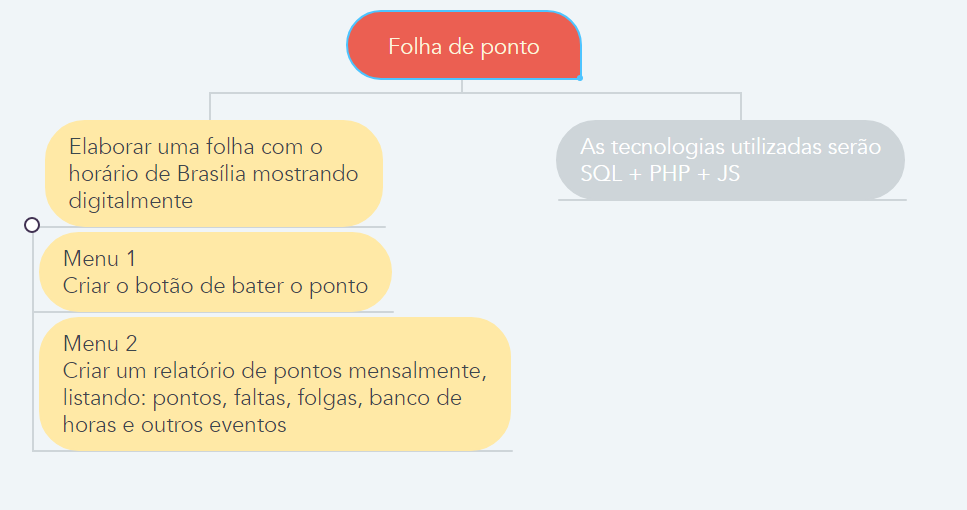 Folha de ponto
Elaborar uma folha com o
horário de Brasília mostrando
digitalmente
As tecnologias utilizadas serão
SQL + PHP + JS
Menu 1
Criar o botão de bater o ponto
Menu 2
Criar um relatório de pontos mensalmente,
listando: pontos, faltas, folgas, banco de
horas e outros eventos